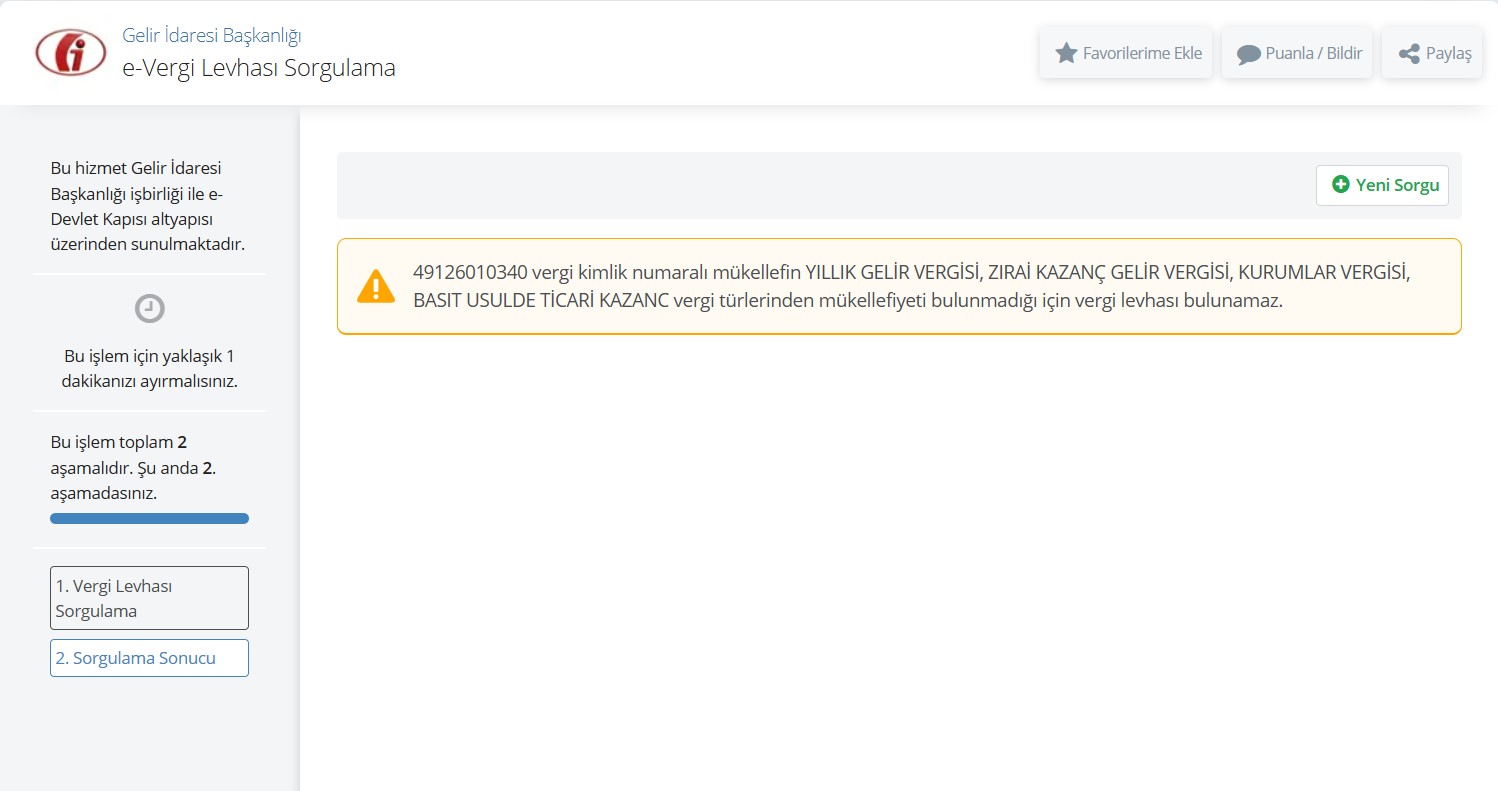 Gelir İdaresi Başkanlığı
e-Vergi Levhası Sorgulama
Favorilerime Ekle
Puanla / Bildir
Paylaş
Bu hizmet Gelir İdaresi
Başkanlığı işbirliği ile e-
Devlet Kapısı altyapısı
üzerinden sunulmaktadır.
Bu işlem için yaklaşık 1
dakikanızı ayırmalısınız.
Bu işlem toplam 2
aşamalıdır. Şu anda 2.
aşamadasınız.
1. Vergi Levhası
Sorgulama
2. Sorgulama Sonucu
Yeni Sorgu
49126010340 vergi kimlik numaralı mükellefin YILLIK GELİR VERGİSİ, ZIRAİ KAZANÇ GELİR VERGİSİ, KURUMLAR VERGİSİ,
BASIT USULDE TİCARİ KAZANC vergi türlerinden mükellefiyeti bulunmadığı için vergi levhası bulunamaz.